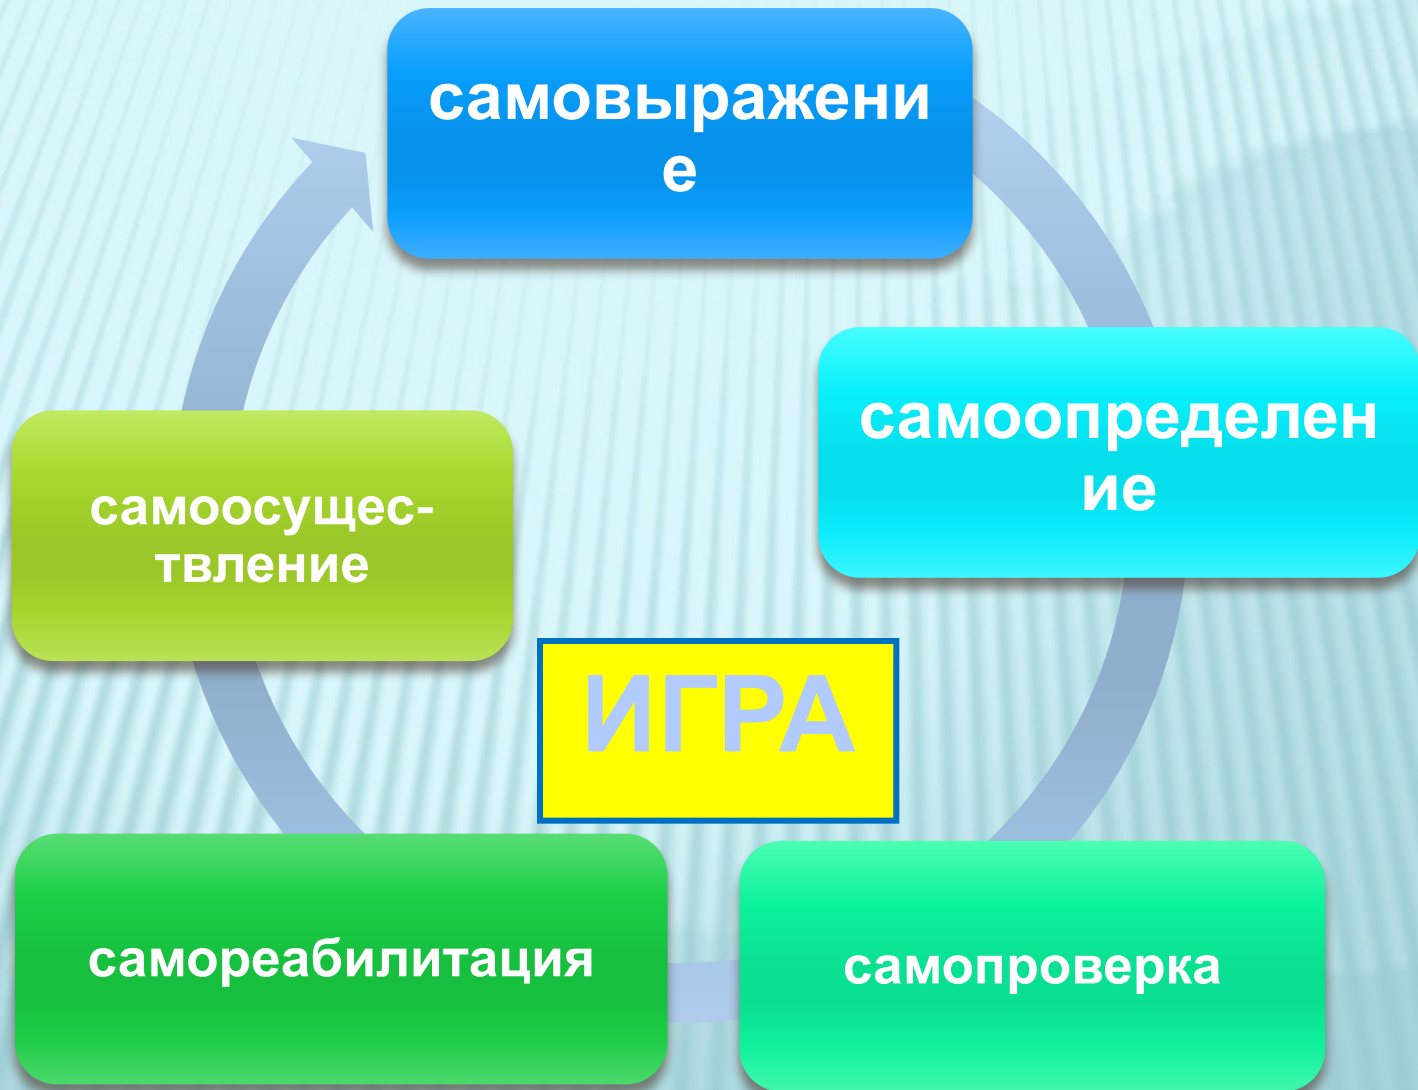 самовыражени
е
самоопределен
ие
самоосущес-
твление
ИГРА
самореабилитация
самопроверка